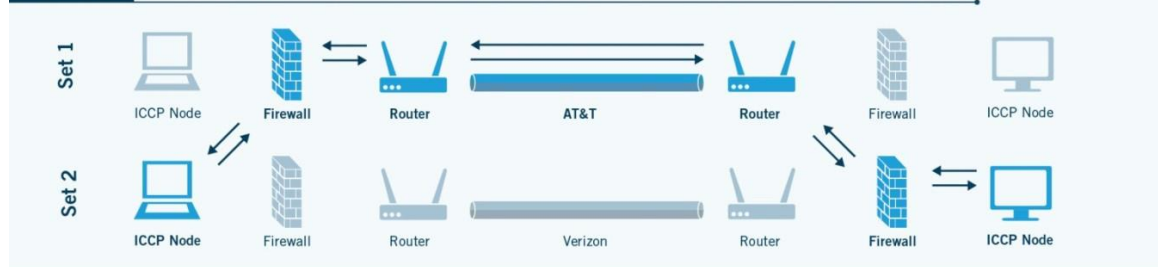 Set 1
ICCP Node
Firewall
Router
AT&T
Router
Firewall
ICCP Node
Set 2
ICCP Node
Firewall
Router
Verizon
Router
Firewall
ICCP Node